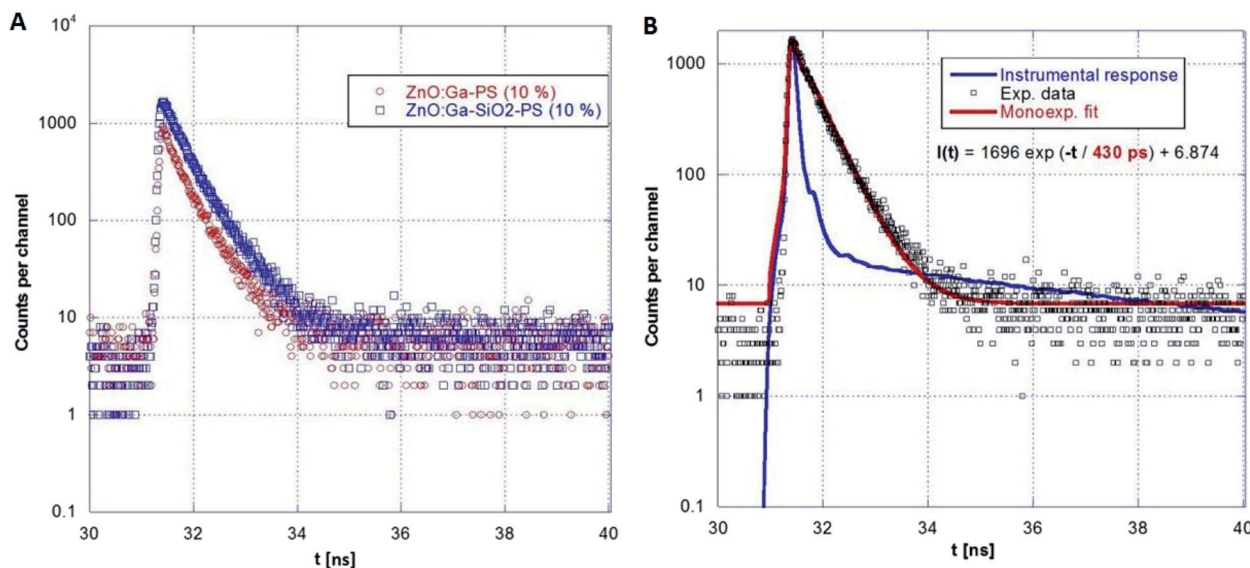 A
10⁴
1000
100
10
1
0.1
Counts per channel
ZnO:Ga-PS (10 %)
ZnO:Ga-SiO2-PS (10 %)
30 32 34 36 38 40
t [ns]
B
1000
100
10
1
0.1
Counts per channel
Instrumental response
Exp. data
Monoexp. fit
I(t) = 1696 exp (-t / 430 ps) + 6.874
30 32 34 36 38 40
t [ns]